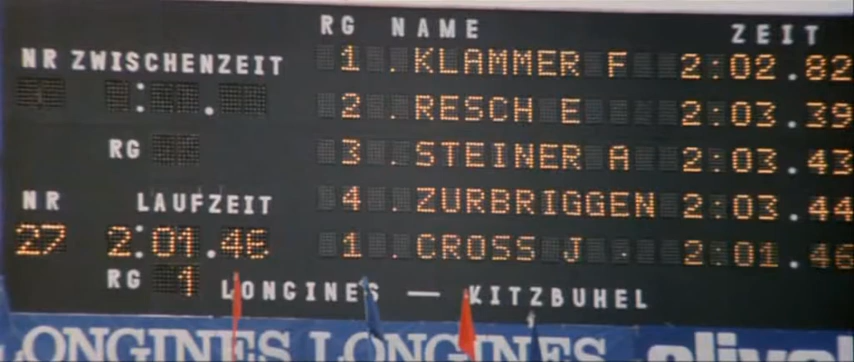 RG NAME ZEIT
NR ZWISCHENZEIT
1. KLAMMER F 2:02.82
2. RESCH E 2:03.39
RG
3. STEINER A 2:03.43
NR LAUFZEIT
4. ZURBRIGGEN 2:03.44
27 2:01.46
1. CROSS J. 2:01.46
RG 1
LONGINES — KITZBUHEL
LONGINES LONGINES olivetti